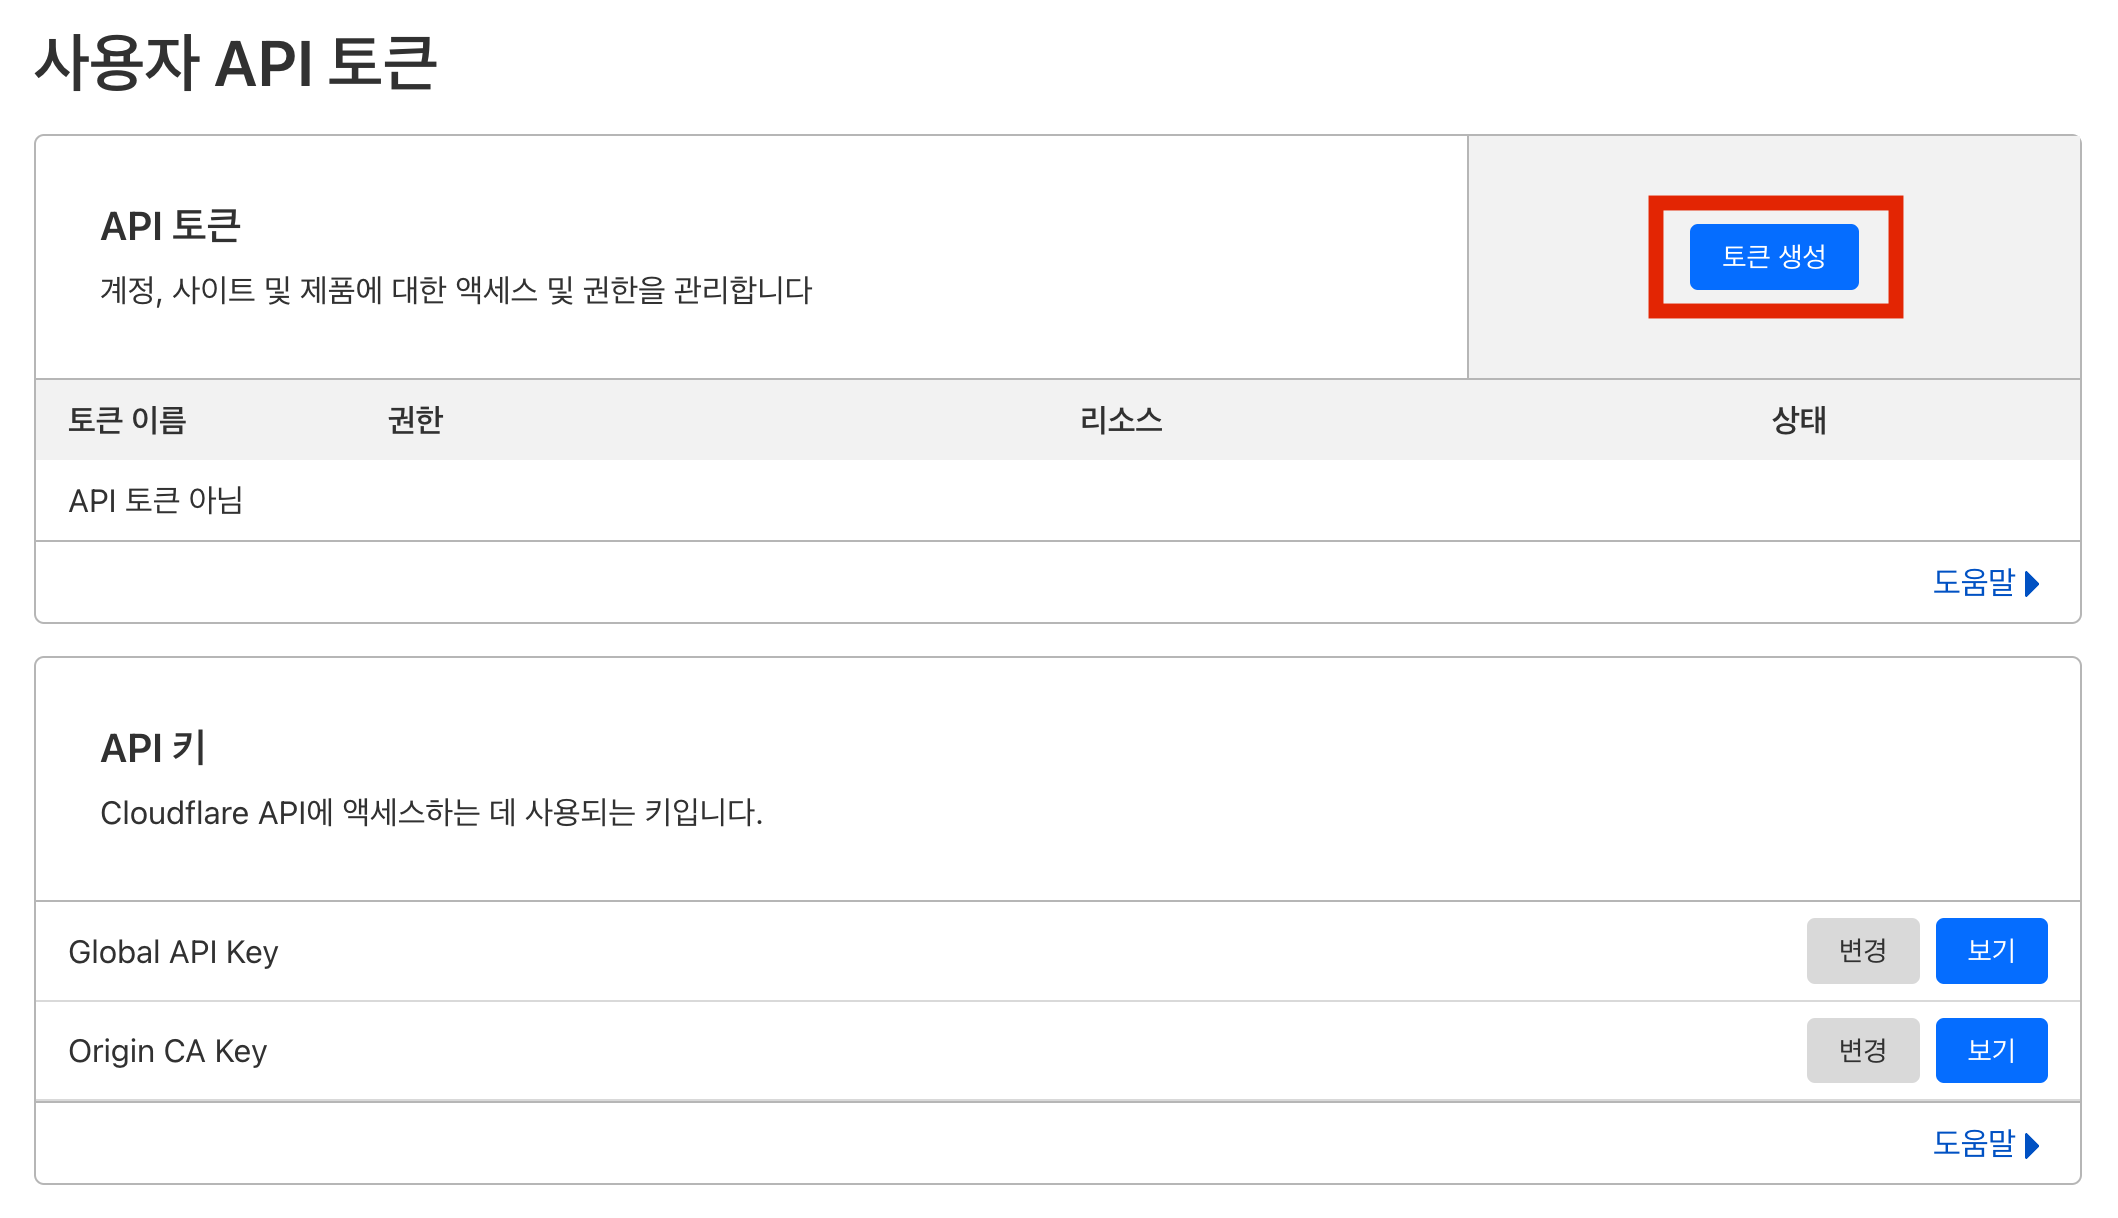 사용자 API 토큰
API 토큰
계정, 사이트 및 제품에 대한 액세스 및 권한을 관리합니다
토큰 생성
토큰 이름 권한 리소스 상태
API 토큰 아님
도움말
API 키
Cloudflare API에 액세스하는 데 사용되는 키입니다.
Global API Key 변경 보기
Origin CA Key 변경 보기
도움말